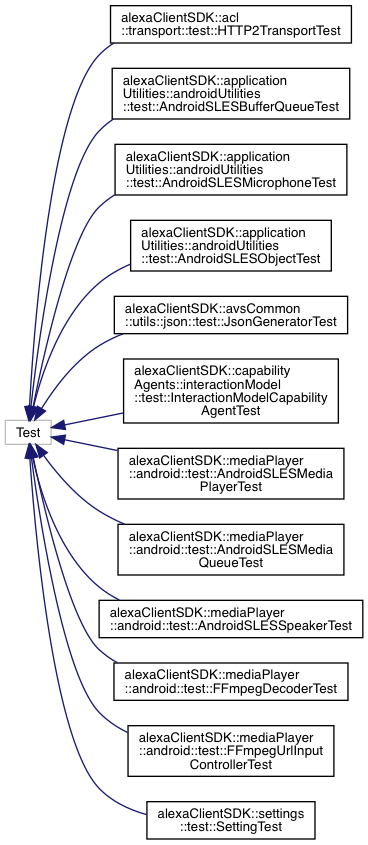 alexaClientSDK::acl
::transport::test::HTTP2TransportTest
alexaClientSDK::application
Utilities::androidUtilities
::test::AndroidSLESBufferQueueTest
alexaClientSDK::application
Utilities::androidUtilities
::test::AndroidSLESMicrophoneTest
alexaClientSDK::application
Utilities::androidUtilities
::test::AndroidSLESObjectTest
alexaClientSDK::avsCommon
::utils::json::test::JsonGeneratorTest
alexaClientSDK::capability
Agents::interactionModel
::test::InteractionModelCapability
AgentTest
Test
alexaClientSDK::mediaPlayer
::android::test::AndroidSLESMedia
PlayerTest
alexaClientSDK::mediaPlayer
::android::test::AndroidSLESMedia
QueueTest
alexaClientSDK::mediaPlayer
::android::test::AndroidSLESSpeakerTest
alexaClientSDK::mediaPlayer
::android::test::FFmpegDecoderTest
alexaClientSDK::mediaPlayer
::android::test::FFmpegUrlInput
ControllerTest
alexaClientSDK::settings
::test::SettingTest